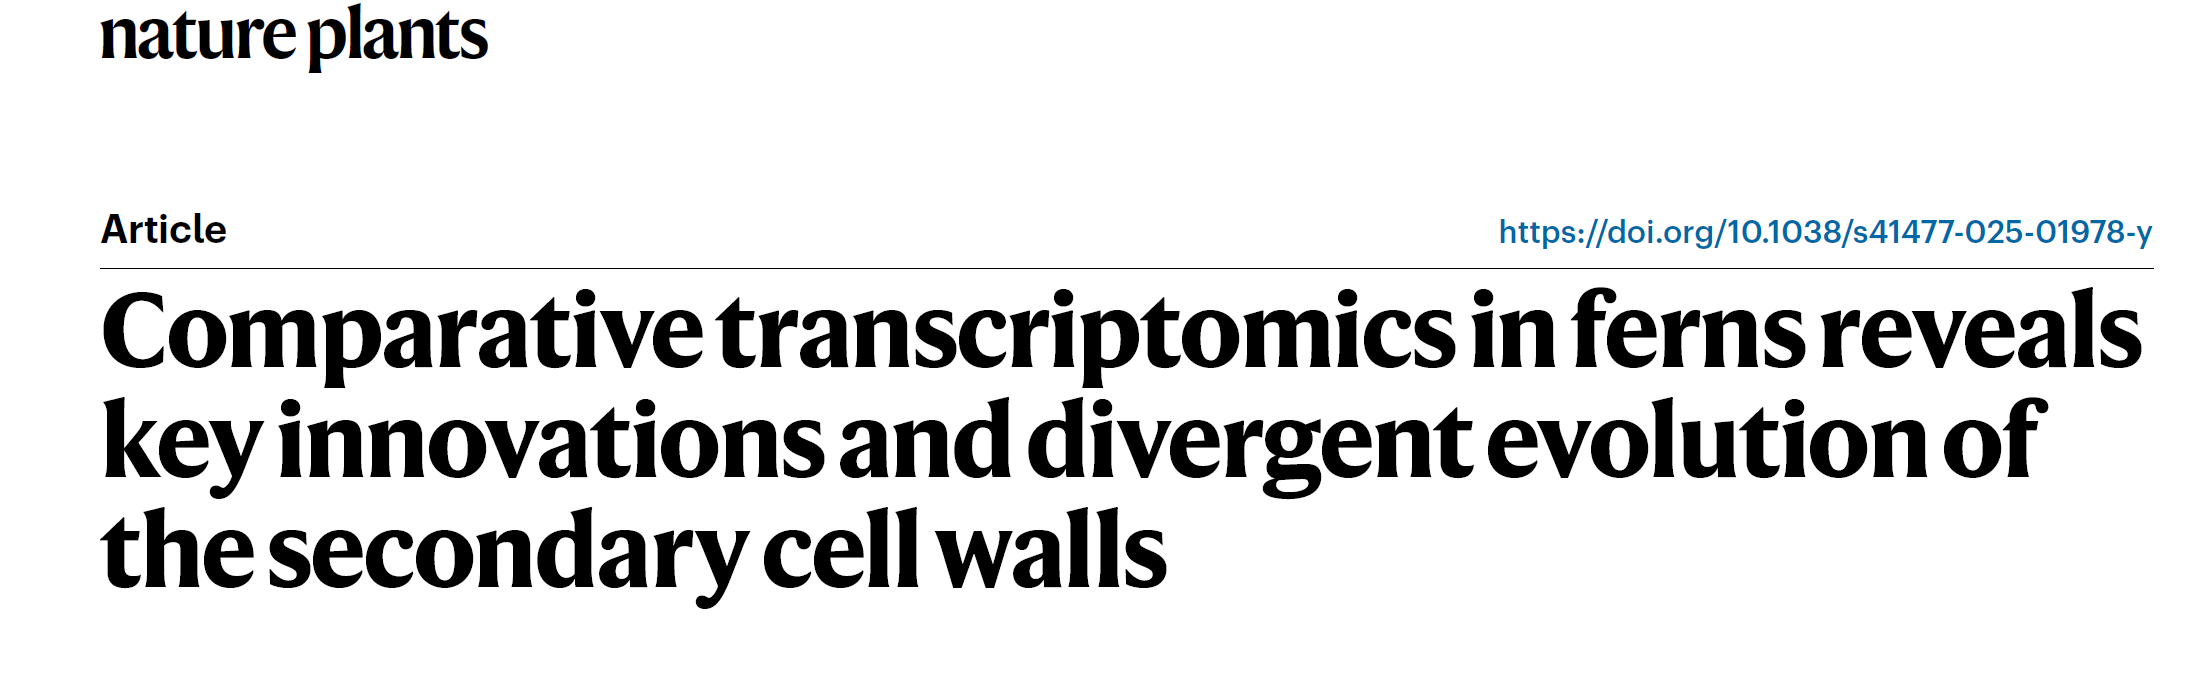 nature plants
Article
https://doi.org/10.1038/s41477-025-01978-y
Comparative transcriptomics in ferns reveals
key innovations and divergent evolution of
the secondary cell walls